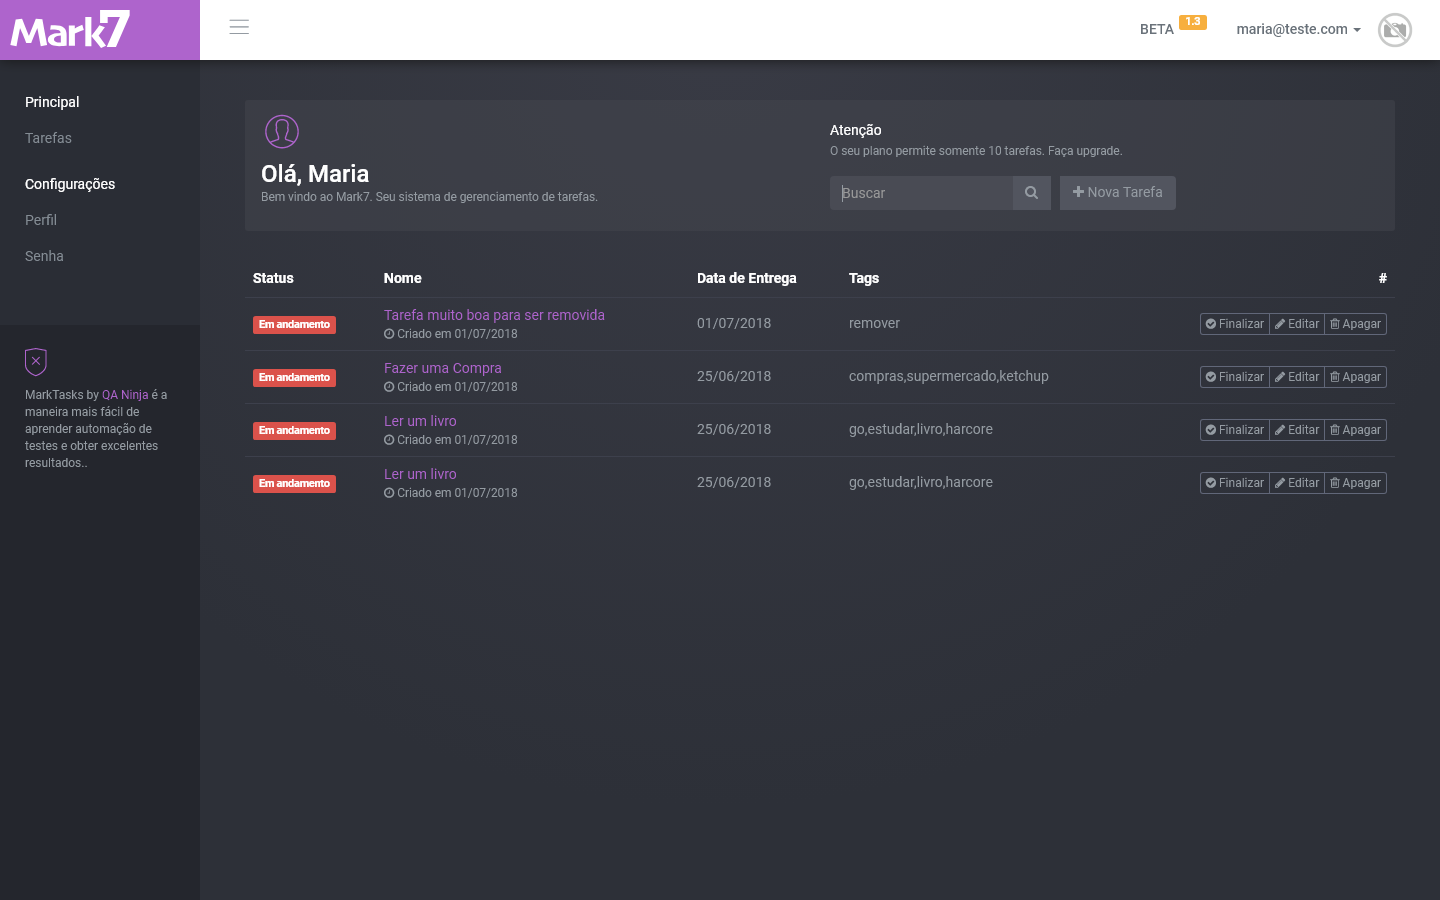 Mark7
BETA 1.3
maria@teste.com
Principal
Tarefas
Configurações
Perfil
Senha
MarkTasks by QA Ninja é a
maneira mais fácil de
aprender automação de
testes e obter excelentes
resultados..
Olá, Maria
Bem vindo ao Mark7. Seu sistema de gerenciamento de tarefas.
Atenção
O seu plano permite somente 10 tarefas. Faça upgrade.
Buscar
Nova Tarefa
Status Nome Data de Entrega Tags #
Em andamento Tarefa muito boa para ser removida 01/07/2018 remover Finalizar Editar Apagar
Criado em 01/07/2018
Em andamento Fazer uma Compra 25/06/2018 compras,supermercado,ketchup Finalizar Editar Apagar
Criado em 01/07/2018
Em andamento Ler um livro 25/06/2018 go,estudar,livro,harcore Finalizar Editar Apagar
Criado em 01/07/2018
Em andamento Ler um livro 25/06/2018 go,estudar,livro,harcore Finalizar Editar Apagar
Criado em 01/07/2018